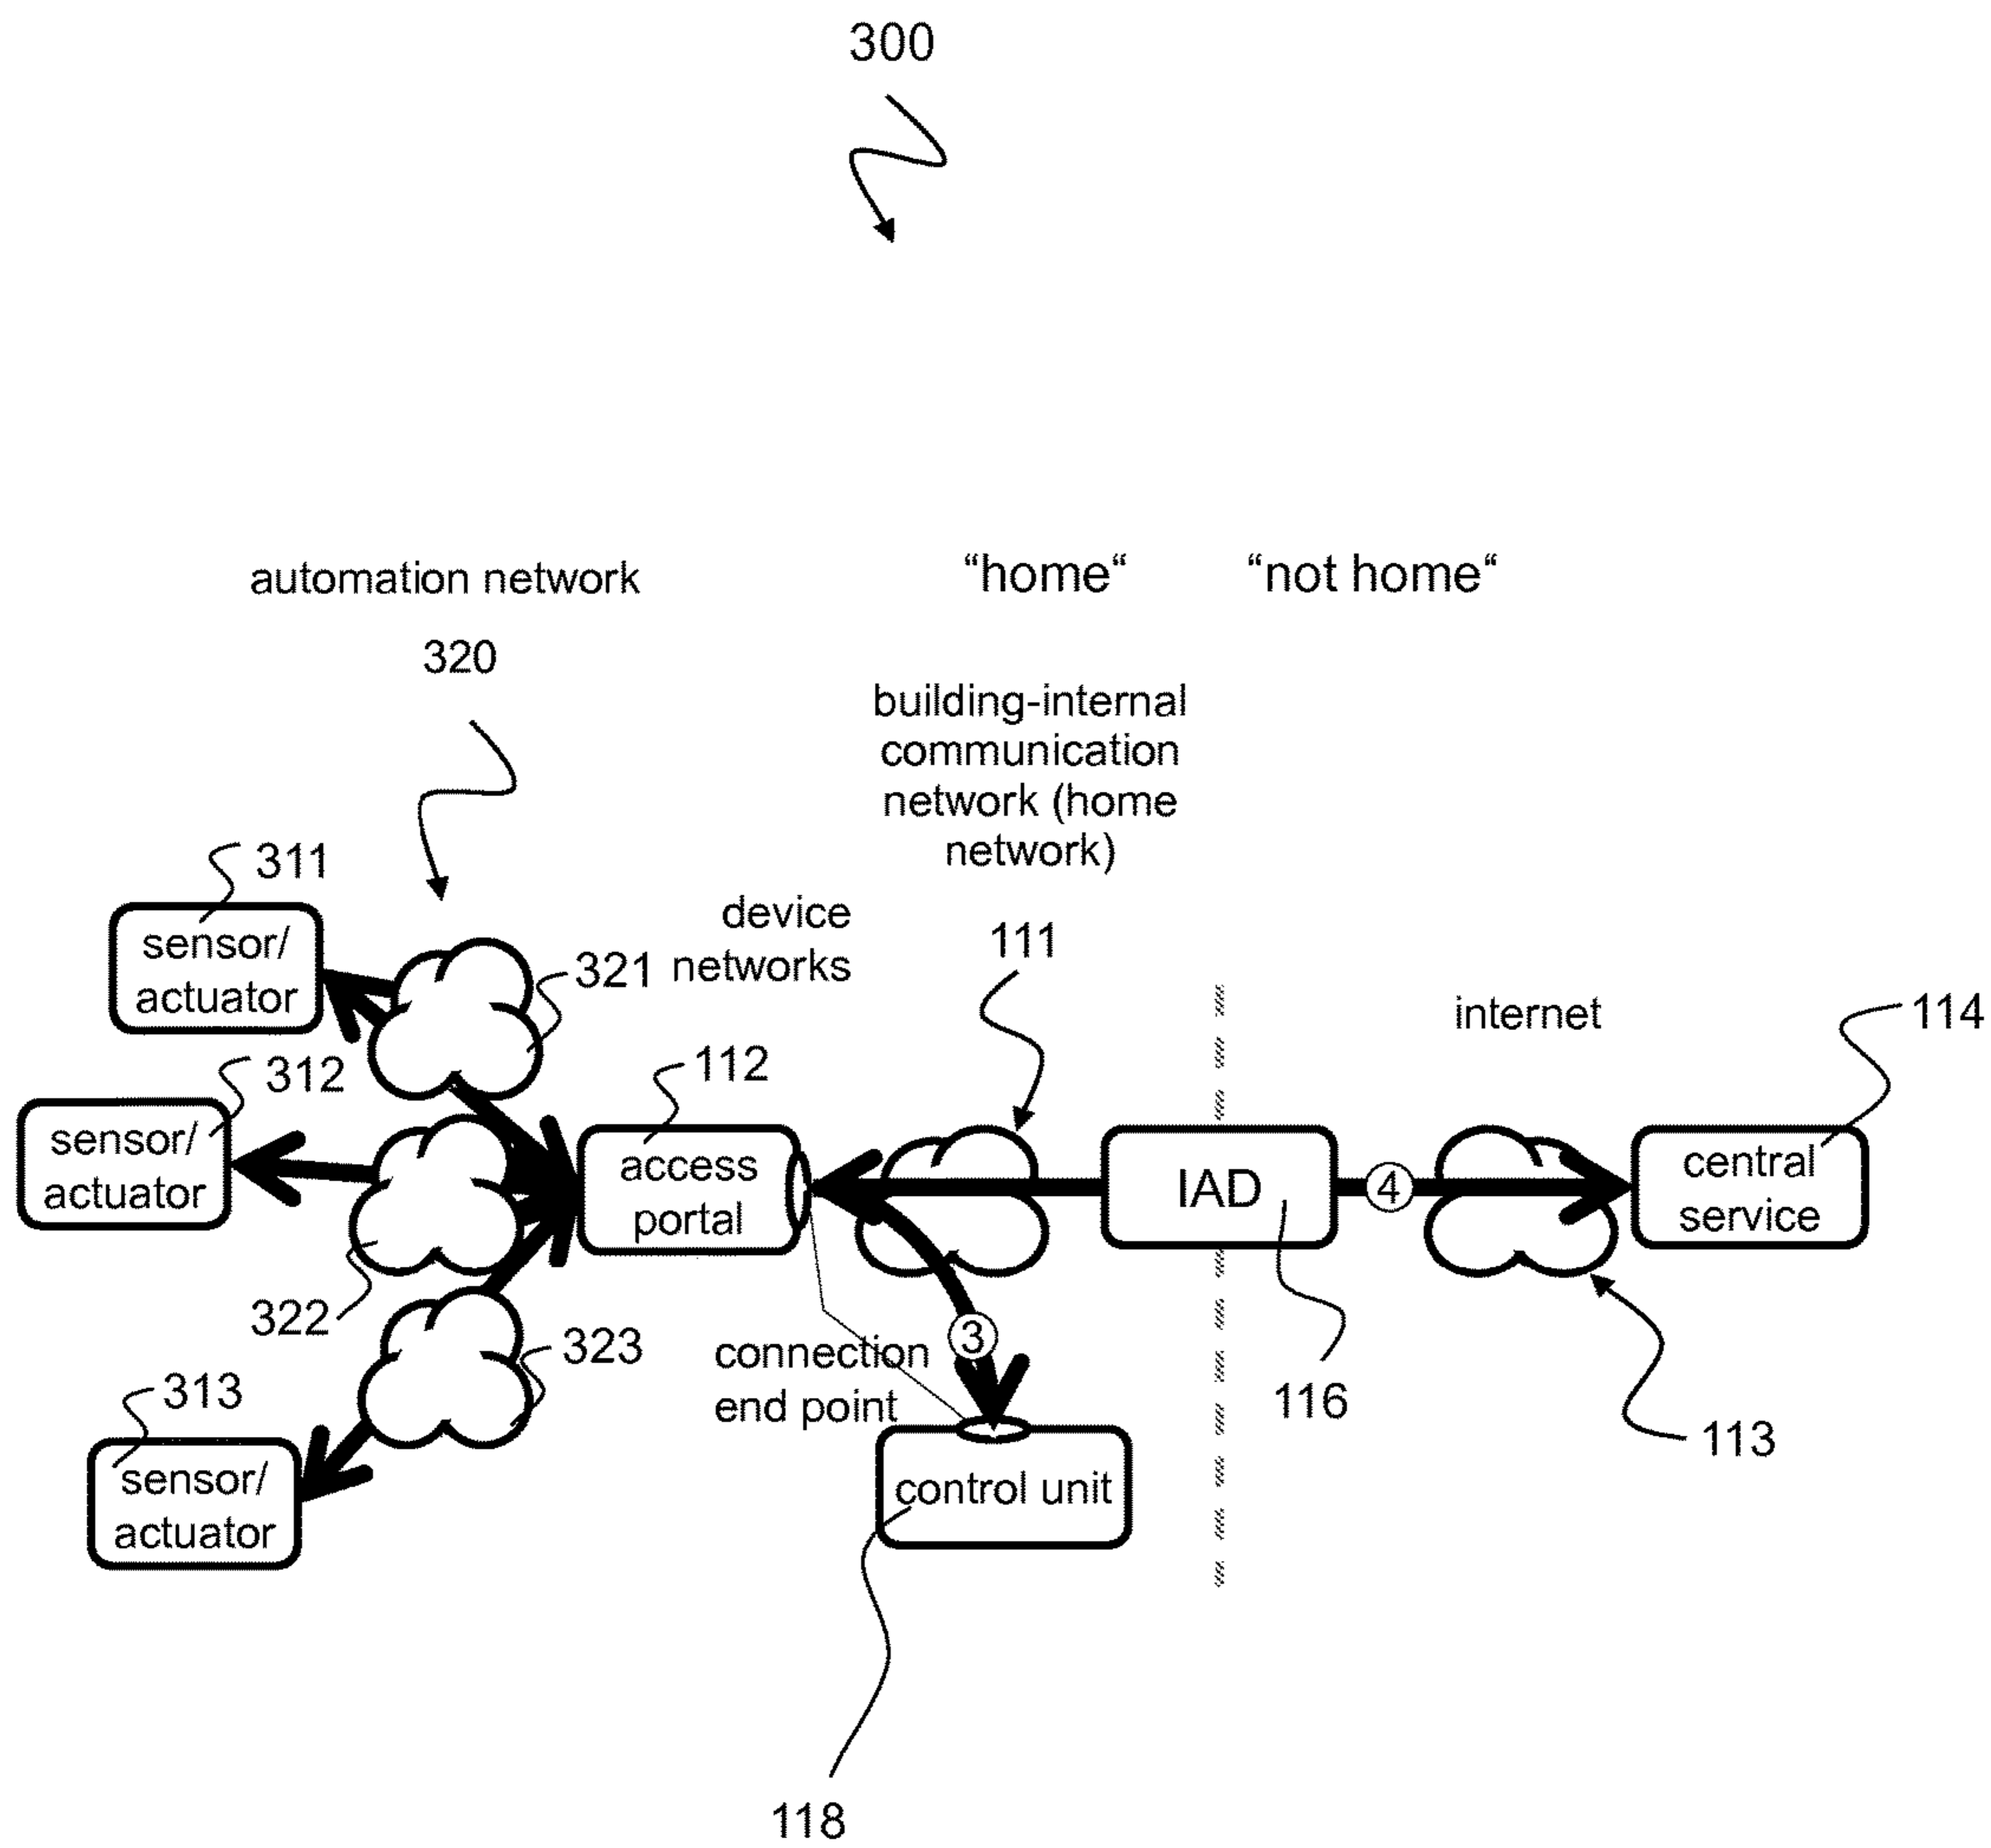 300
automation network
320
“home“
“not home“
building-internal
communication
network (home
network)
311
sensor/
actuator
321
device
networks
111
internet
114
312
sensor/
actuator
112
access
portal
IAD
4
central
service
322
323
connection
end point
3
116
113
313
sensor/
actuator
control unit
118